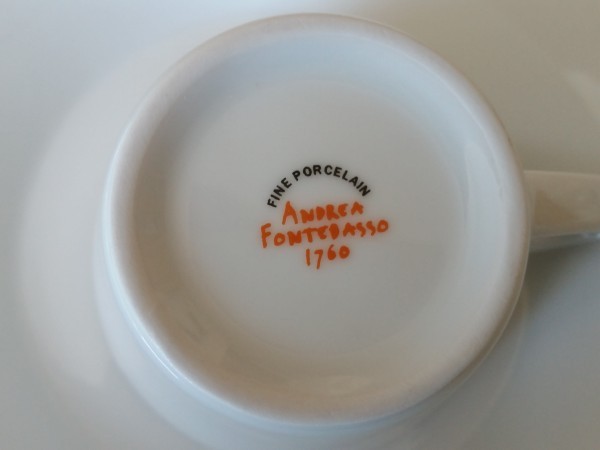 FINE PORCELAIN
ANDREA
FONTEBASSO
1760